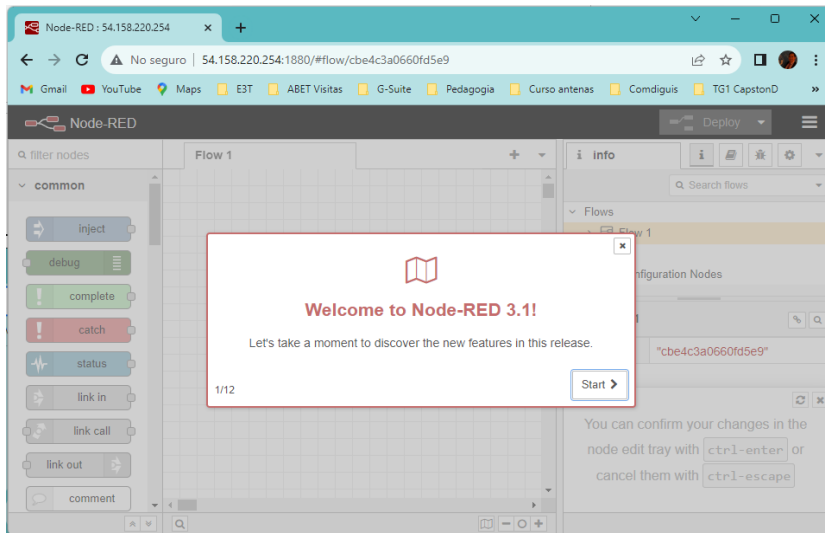 Node-RED : 54.158.220.254
No seguro | 54.158.220.254:1880/#flow/cbe4c3a0660fd5e9
Gmail YouTube Maps E3T ABET Visitas G-Suite Pedagogia Curso antenas Comdiguis TG1 CapstonD »
Node-RED Deploy
filter nodes Flow 1 i info i
common Search flows
Flows
inject Flow 1
debug
Welcome to Node-RED 3.1!
nfiguration Nodes
complete
catch
Let's take a moment to discover the new features in this release.
"cbe4c3a0660fd5e9"
status
1/12 Start
link in
link call
You can confirm your changes in the
node edit tray with ctrl-enter or
cancel them with ctrl-escape
link out
comment